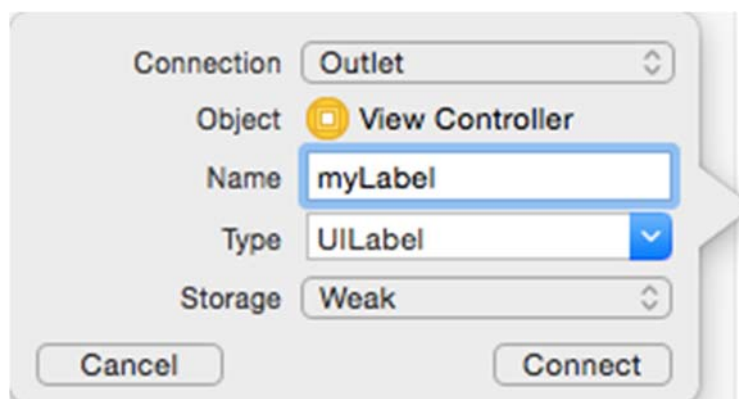 Connection Outlet
Object View Controller
Name myLabel
Type UILabel
Storage Weak
Cancel Connect